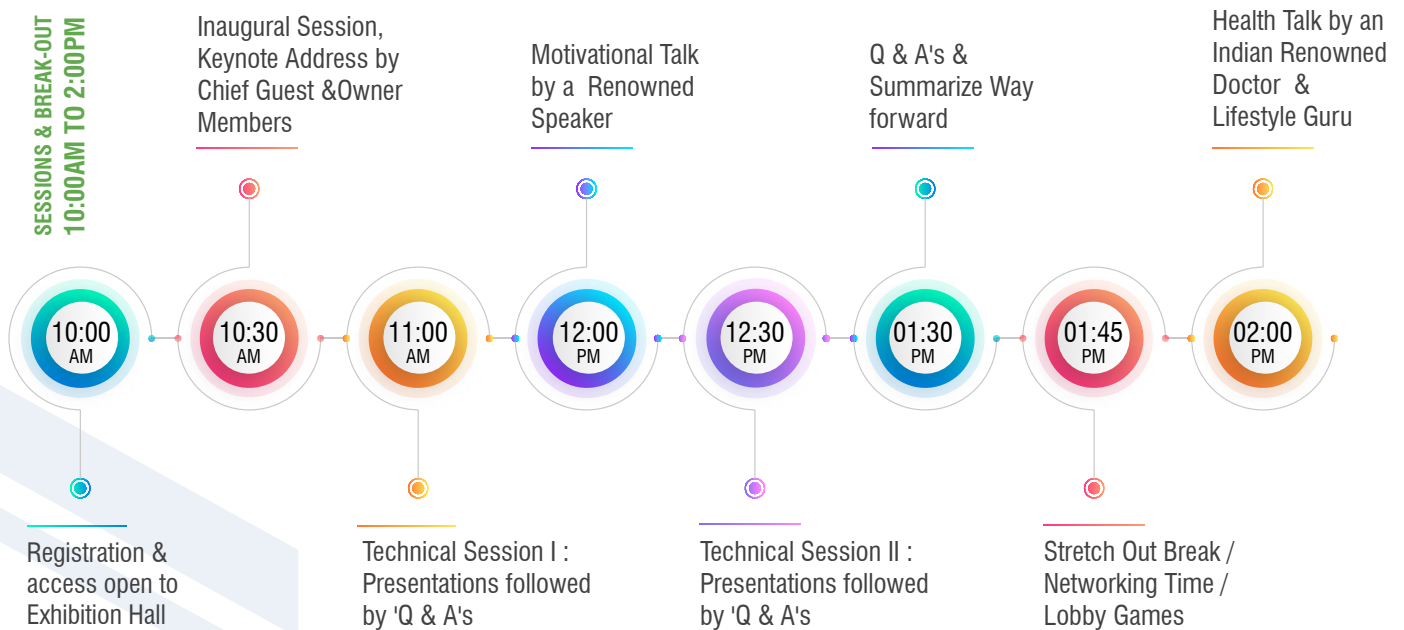 SESSIONS & BREAK-OUT
10:00AM TO 2:00PM
10:00
AM
Registration &
access open to
Exhibition Hall
Inaugural Session,
Keynote Address by
Chief Guest &Owner
Members
10:30
AM
11:00
AM
Technical Session I :
Presentations followed
by 'Q & A's
Motivational Talk
by a  Renowned
Speaker
12:00
PM
12:30
PM
Technical Session II :
Presentations followed
by 'Q & A's
Q & A's &
Summarize Way
forward
01:30
PM
01:45
PM
Stretch Out Break /
Networking Time /
Lobby Games
Health Talk by an
Indian Renowned
Doctor  &
Lifestyle Guru
02:00
PM